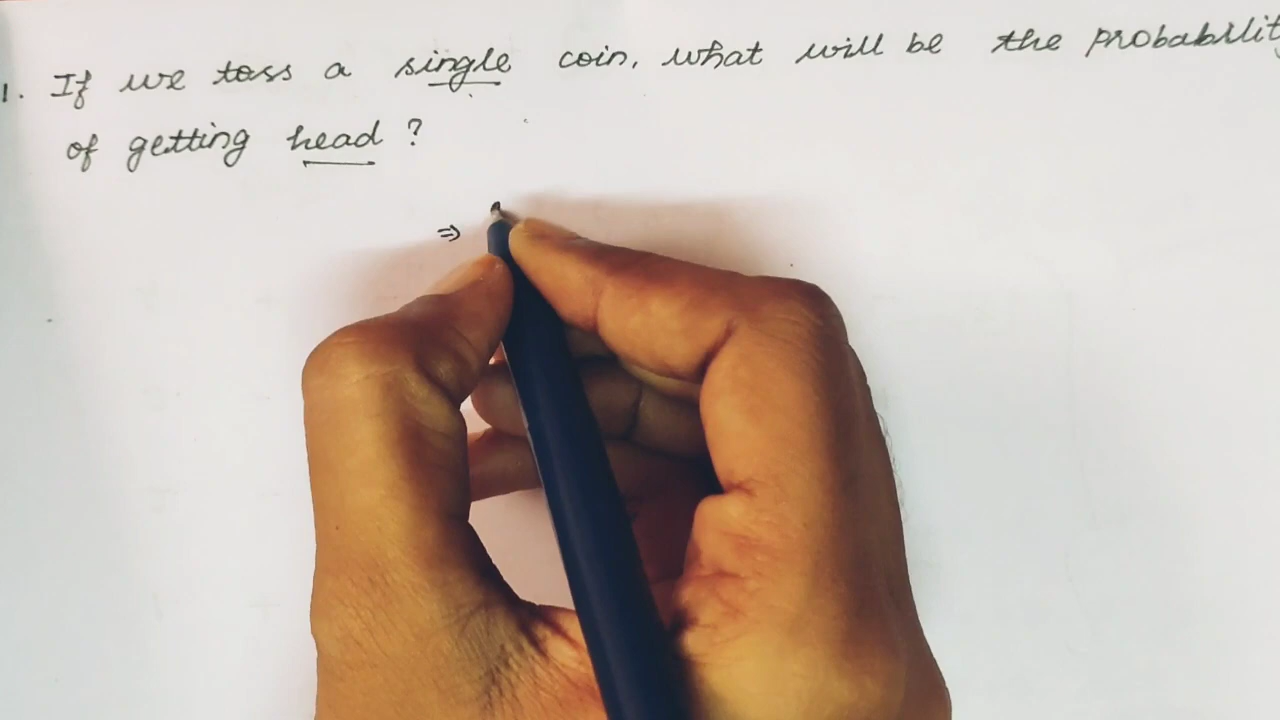 1. If we toss a single coin, what will be the probabilit
of getting head ?
⇒